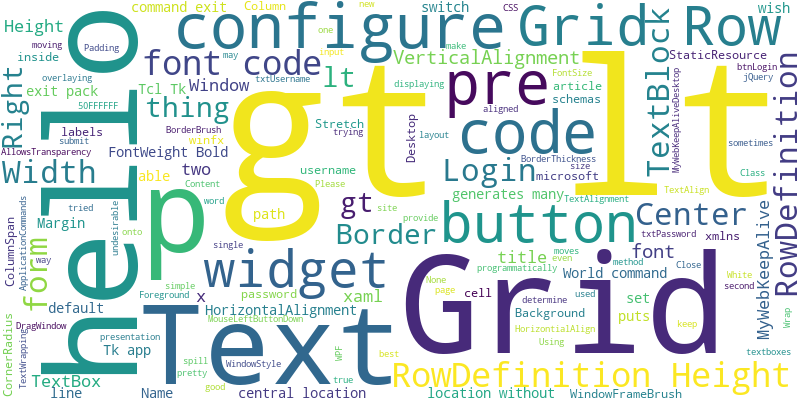 command exit
Column
new
switch
CSS
Row
wish
Height
moving
inside
Padding
configure
may
one
input
make
Grid
StaticResource
jQuery
hello
font code
Window
txtUsername
lt
VerticalAlignment
displaying
FontSize
article
schemas
TextBlock
btnLogin
Right
overlaying
exit pack
50FFFFFF
Tcl Tk
thing
gt
lt
pre
aligned
code
MyWebKeepAliveDesktop
sometimes
RowDefinition
labels
BorderBrush
winfx
Stretch
trying
Desktop
layout
AllowsTransparency
submit
FontWeight Bold
username
Login
BorderThickness
size
microsoft
Width
able
two
Content
Please
generates many
TextAlignment
TextAlign
Class
ColumnSpan
ApplicationCommands
tried
undesirable
p
word
path
gt
site
provide
button
Center
Margin
onto
single
Border
title
moves
even
txtPassword
xmlns
MyWebKeepAlive
form
way
simple
widget
None
page
programmatically
method
Close
font
White
second
default
Foreground
x
password
xaml
Grid
cell
World command
set
CornerRadius
HorizontalAlignment
determine
used
Background
puts
DragWindow
MouseLeftButtonDown
HorizontialAlign
keep
Wrap
TextWrapping
presentation
Tk app
Text
spill
pretty
WindowStyle
WPF
best
Using
textboxes
TextBox
good
true
RowDefinition Height
line
Name
central location
location without
WindowFrameBrush